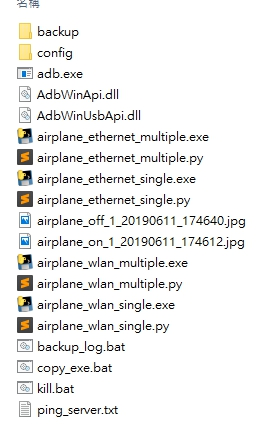 名稱
backup
config
adb.exe
AdbWinApi.dll
AdbWinUsbApi.dll
airplane_ethernet_multiple.exe
airplane_ethernet_multiple.py
airplane_ethernet_single.exe
airplane_ethernet_single.py
airplane_off_1_20190611_174640.jpg
airplane_on_1_20190611_174612.jpg
airplane_wlan_multiple.exe
airplane_wlan_multiple.py
airplane_wlan_single.exe
airplane_wlan_single.py
backup_log.bat
copy_exe.bat
kill.bat
ping_server.txt